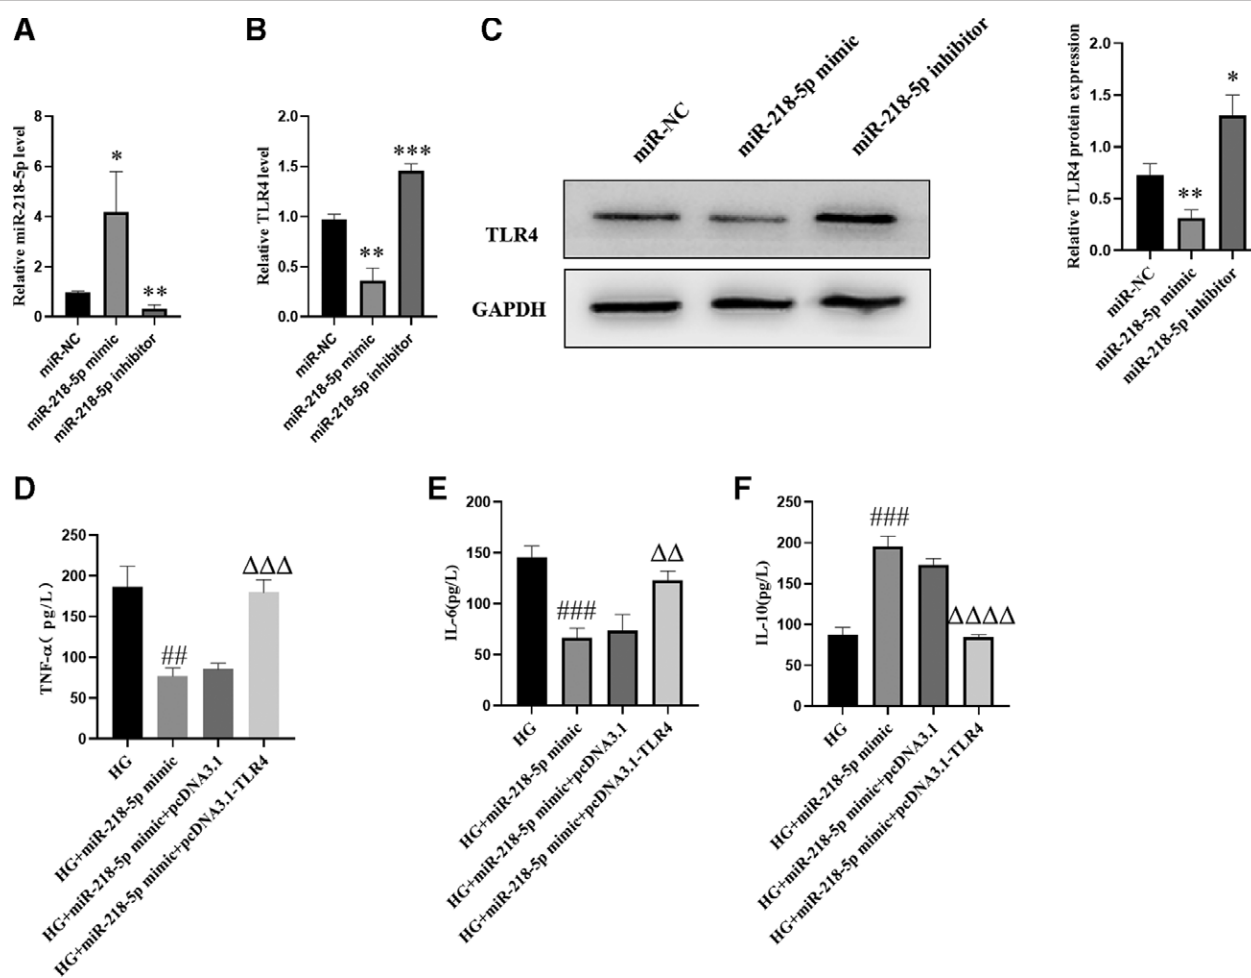 A
B
C
Relative miR-218-5p level
8
6
4
2
0
*
**
miR-NC
miR-218-5p mimic
miR-218-5p inhibitor
Relative TLR4 level
2.0
1.5
1.0
0.5
0.0
**
***
miR-NC
miR-218-5p mimic
miR-218-5p inhibitor
miR-NC
miR-218-5p mimic
miR-218-5p inhibitor
TLR4
GAPDH
Relative TLR4 protein expression
2.0
1.5
1.0
0.5
0.0
**
*
miR-NC
miR-218-5p mimic
miR-218-5p inhibitor
D
E
F
TNF-α( pg/L)
250
200
150
100
50
0
##
ΔΔΔ
HG
HG+miR-218-5p mimic
HG+miR-218-5p mimic+pcDNA3.1
HG+miR-218-5p mimic+pcDNA3.1-TLR4
IL-6(pg/L)
200
150
100
50
0
###
ΔΔ
HG
HG+miR-218-5p mimic
HG+miR-218-5p mimic+pcDNA3.1
HG+miR-218-5p mimic+pcDNA3.1-TLR4
IL-10(pg/L)
250
200
150
100
50
0
###
ΔΔΔΔ
HG
HG+miR-218-5p mimic
HG+miR-218-5p mimic+pcDNA3.1
HG+miR-218-5p mimic+pcDNA3.1-TLR4